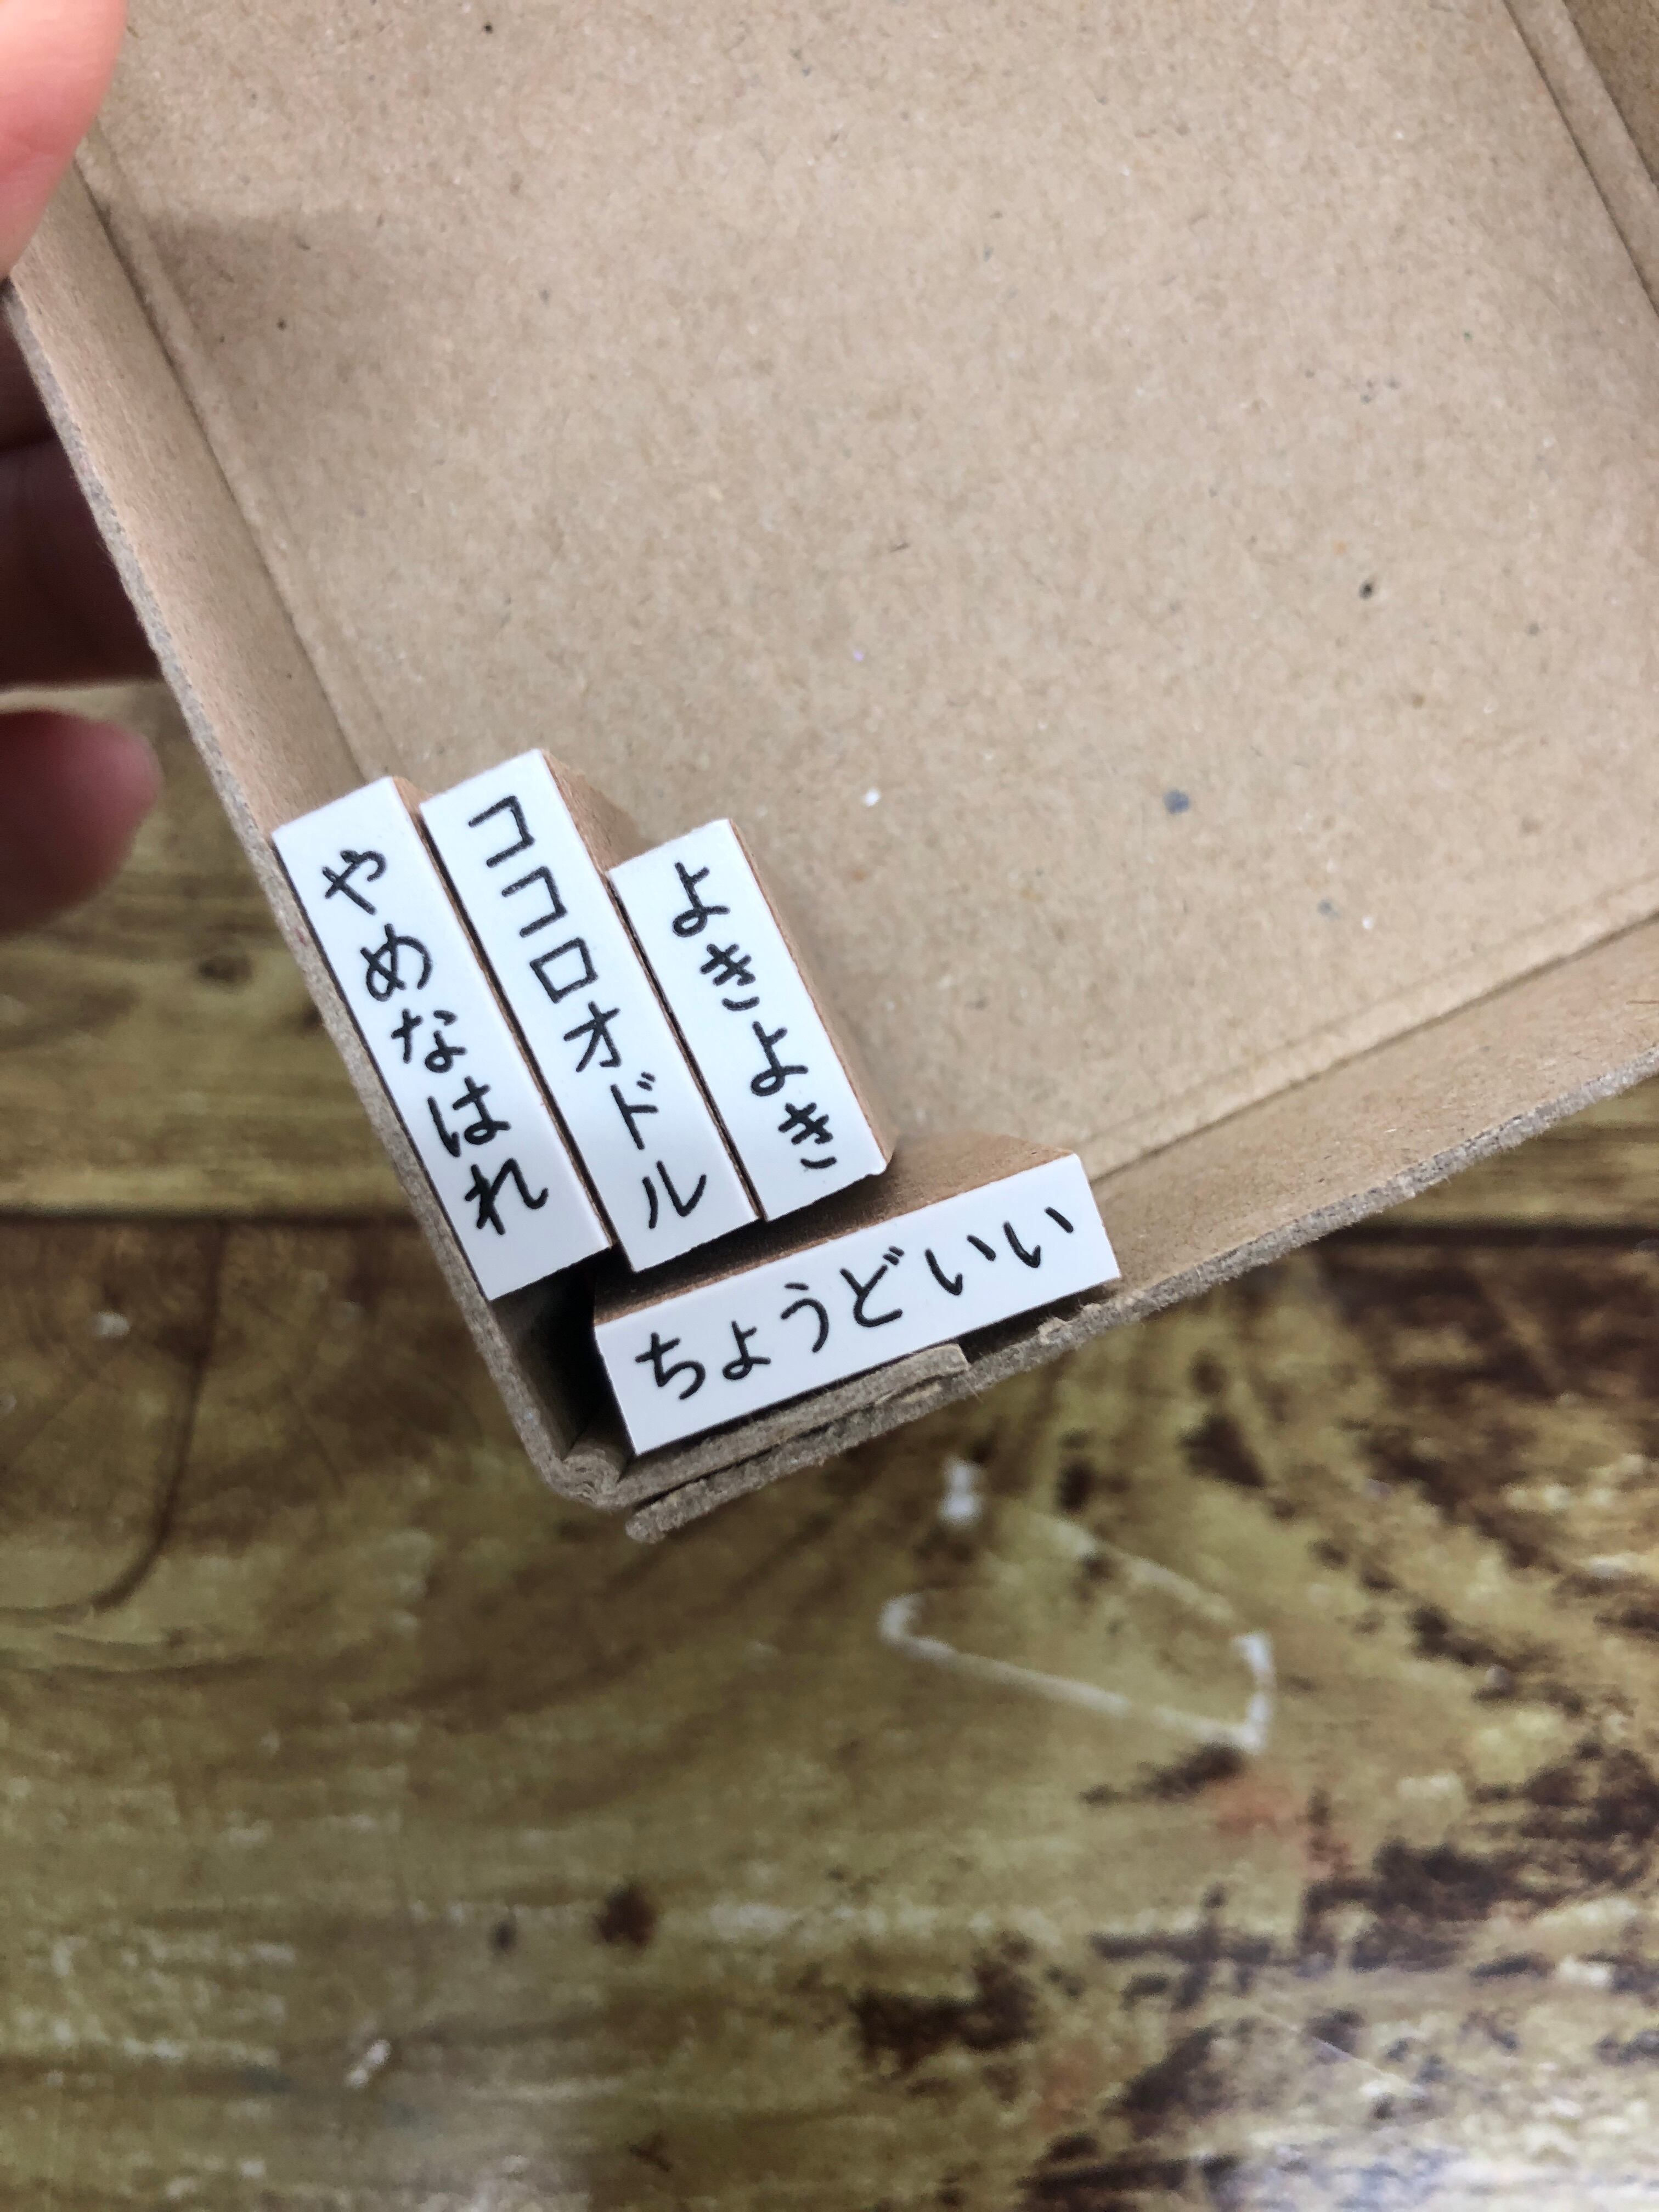 やめなはれ
ココロオドル
よきよき
ちょうどいい